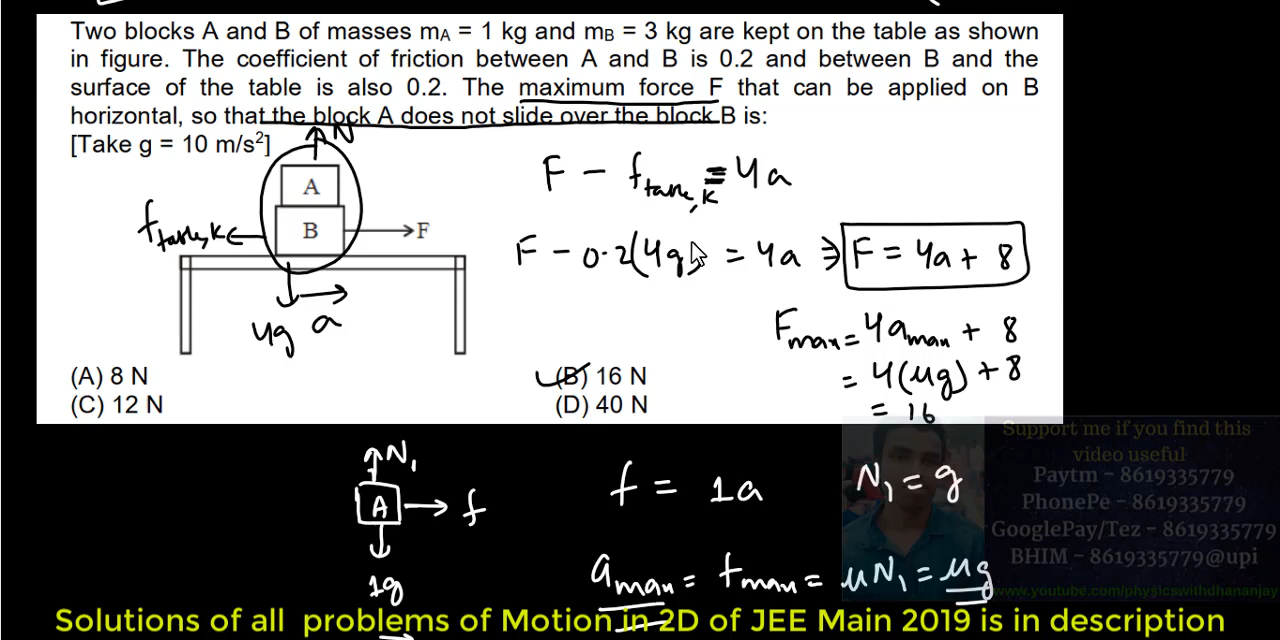 Two blocks A and B of masses mA = 1 kg and mB = 3 kg are kept on the table as shown
in figure. The coefficient of friction between A and B is 0.2 and between B and the
surface of the table is also 0.2. The maximum force F that can be applied on B
horizontal, so that the block A does not slide over the block B is:
[Take g = 10 m/s²]
N
A
B
F
f table, k
4g
a
F - f table, k = 4a
F - 0.2(4g) = 4a ⇒ F = 4a + 8
Fmax = 4amax + 8
= 4(μg) + 8
= 16
(A) 8 N
(B) 16 N
(C) 12 N
(D) 40 N
N₁
A
f
1g
f = 1a
N₁ = g
amax = fmax = μN₁ = μg
Support me if you find this
video useful
Paytm - 8619335779
PhonePe - 8619335779
GooglePay/Tez - 8619335779
BHIM - 8619335779@upi
www.youtube.com/physicswithdhananjay
Solutions of all problems of Motion in 2D of JEE Main 2019 is in description